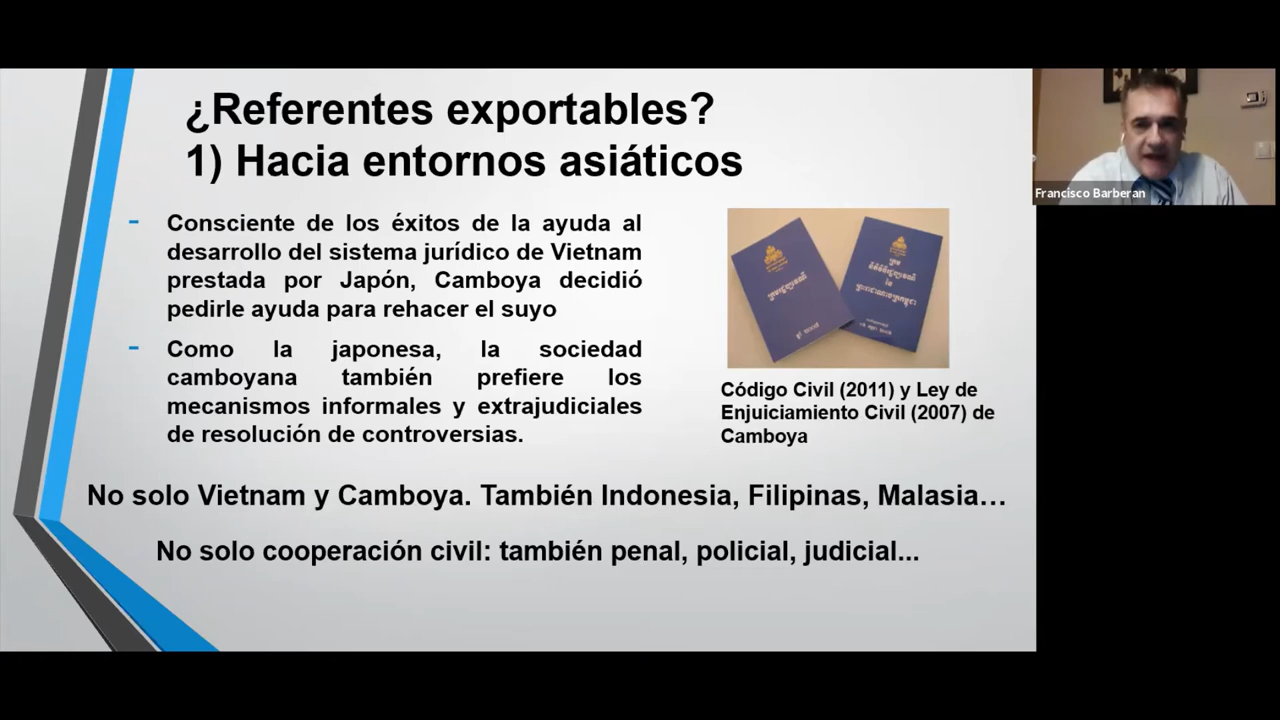 ¿Referentes exportables?
1) Hacia entornos asiáticos
- Consciente de los éxitos de la ayuda al
desarrollo del sistema jurídico de Vietnam
prestada por Japón, Camboya decidió
pedirle ayuda para rehacer el suyo
- Como la japonesa, la sociedad
camboyana también prefiere los
mecanismos informales y extrajudiciales
de resolución de controversias.
Código Civil (2011) y Ley de
Enjuiciamiento Civil (2007) de
Camboya
No solo Vietnam y Camboya. También Indonesia, Filipinas, Malasia…
No solo cooperación civil: también penal, policial, judicial...
Francisco Barberan